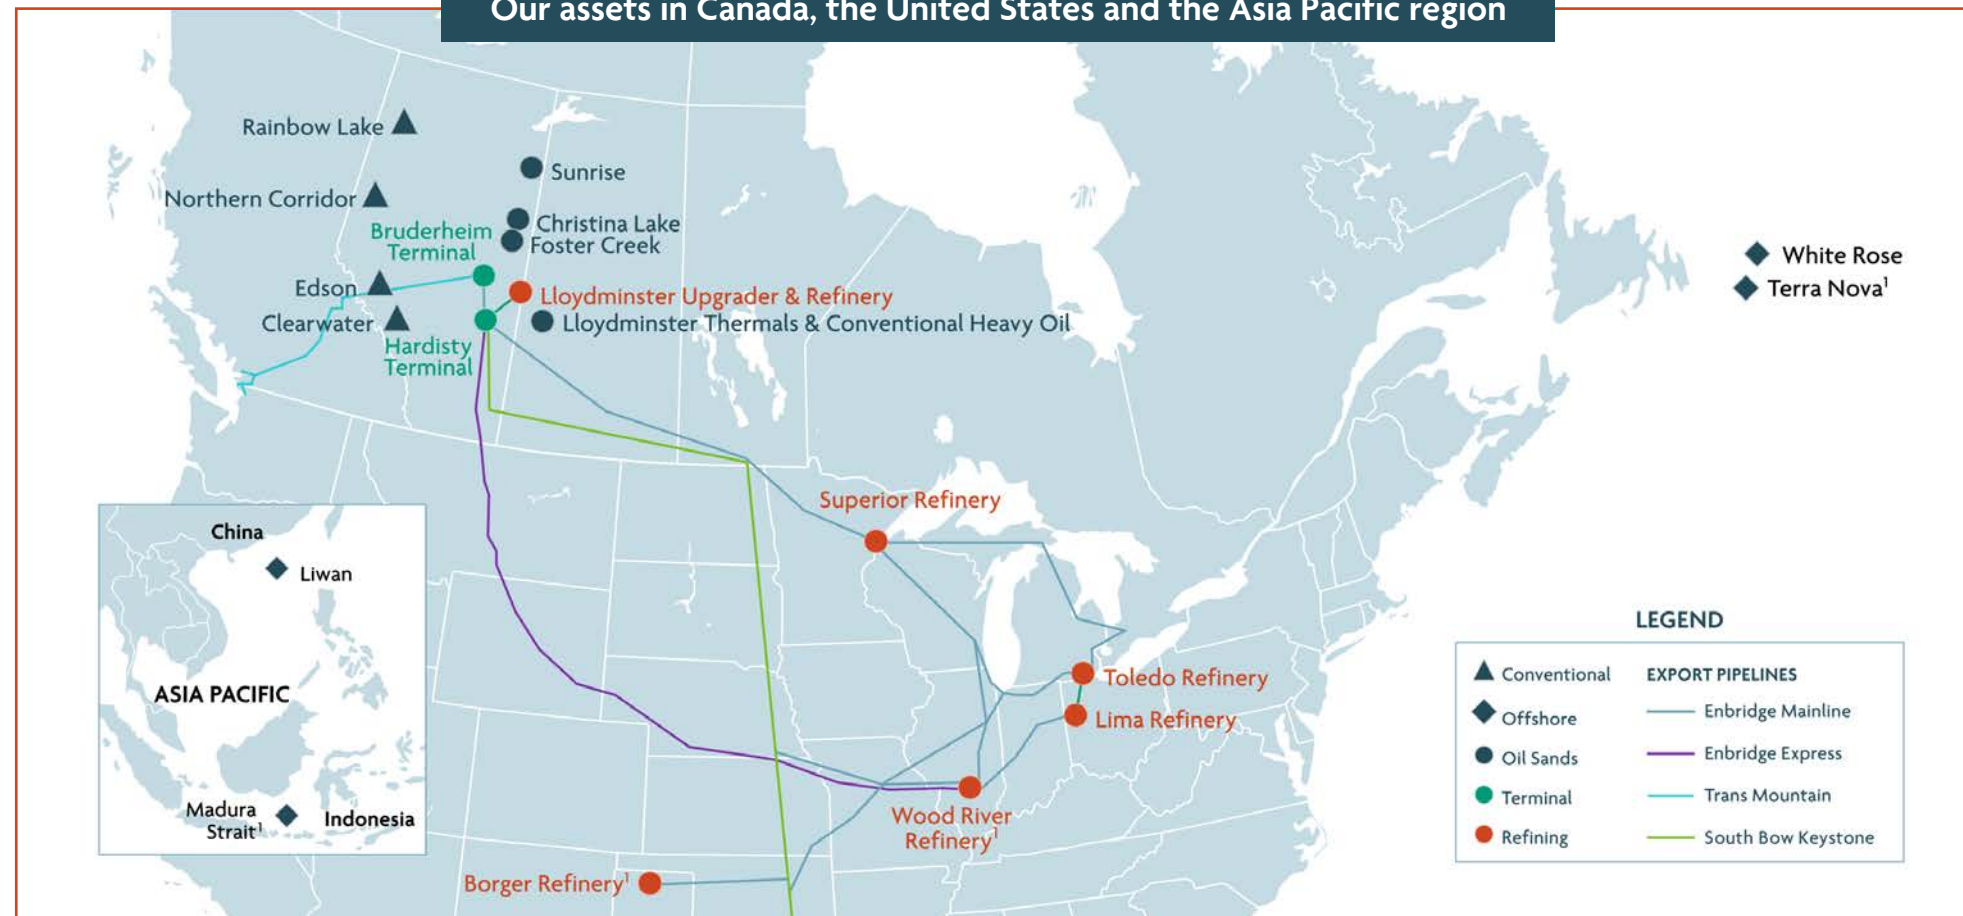 Our assets in Canada, the United States and the Asia Pacific region
Rainbow Lake
Sunrise
Northern Corridor
Christina Lake
Bruderheim
Terminal
Foster Creek
Edson
Lloydminster Upgrader & Refinery
Clearwater
Lloydminster Thermals & Conventional Heavy Oil
Hardisty
Terminal
White Rose
Terra Nova¹
Superior Refinery
China
Liwan
ASIA PACIFIC
Madura
Strait¹
Indonesia
Toledo Refinery
Lima Refinery
Wood River
Refinery¹
Borger Refinery¹
LEGEND
Conventional
Offshore
Oil Sands
Terminal
Refining
EXPORT PIPELINES
Enbridge Mainline
Enbridge Express
Trans Mountain
South Bow Keystone